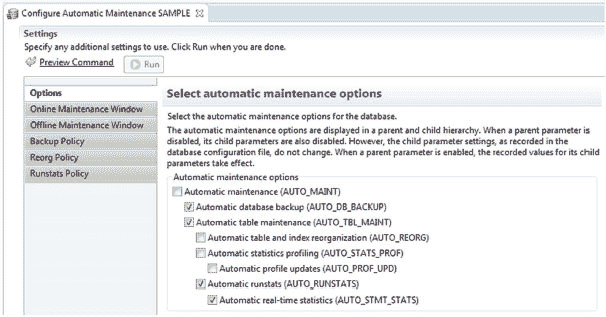 Configure Automatic Maintenance SAMPLE
Settings
Specify any additional settings to use. Click Run when you are done.
Preview Command
Run
Options
Online Maintenance Window
Offline Maintenance Window
Backup Policy
Reorg Policy
Runstats Policy
Select automatic maintenance options
Select the automatic maintenance options for the database.
The automatic maintenance options are displayed in a parent and child hierarchy. When a parent parameter is
disabled, its child parameters are also disabled. However, the child parameter settings, as recorded in the
database configuration file, do not change. When a parent parameter is enabled, the recorded values for its child
parameters take effect.
Automatic maintenance options
Automatic maintenance (AUTO_MAINT)
Automatic database backup (AUTO_DB_BACKUP)
Automatic table maintenance (AUTO_TBL_MAINT)
Automatic table and index reorganization (AUTO_REORG)
Automatic statistics profiling (AUTO_STATS_PROF)
Automatic profile updates (AUTO_PROF_UPD)
Automatic runstats (AUTO_RUNSTATS)
Automatic real-time statistics (AUTO_STMT_STATS)